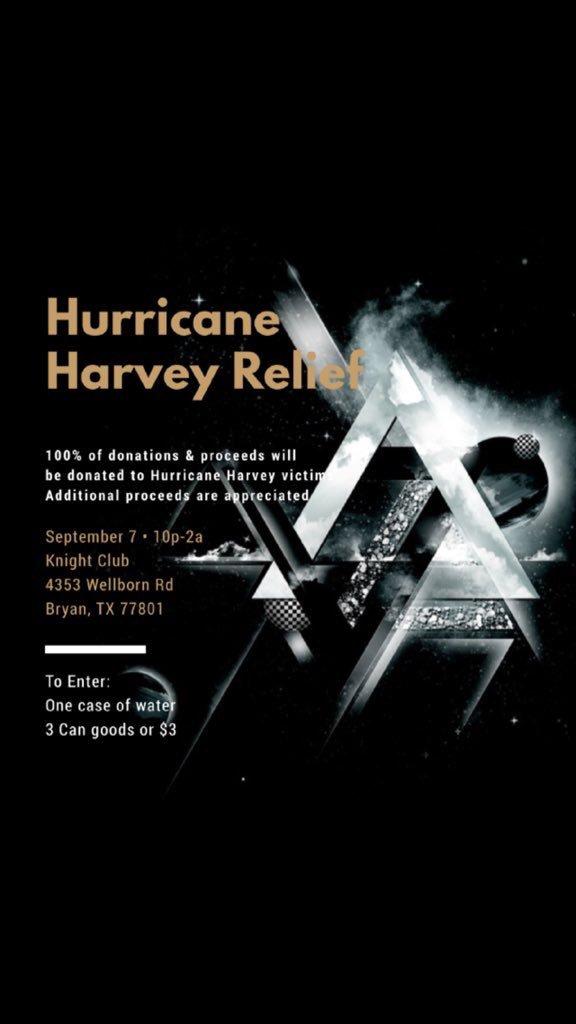 Hurricane
Harvey Relief
100% of donations & proceeds will
be donated to Hurricane Harvey victims
Additional proceeds are appreciated
September 7 • 10p-2a
Knight Club
4353 Wellborn Rd
Bryan, TX 77801
To Enter:
One case of water
3 Can goods or $3